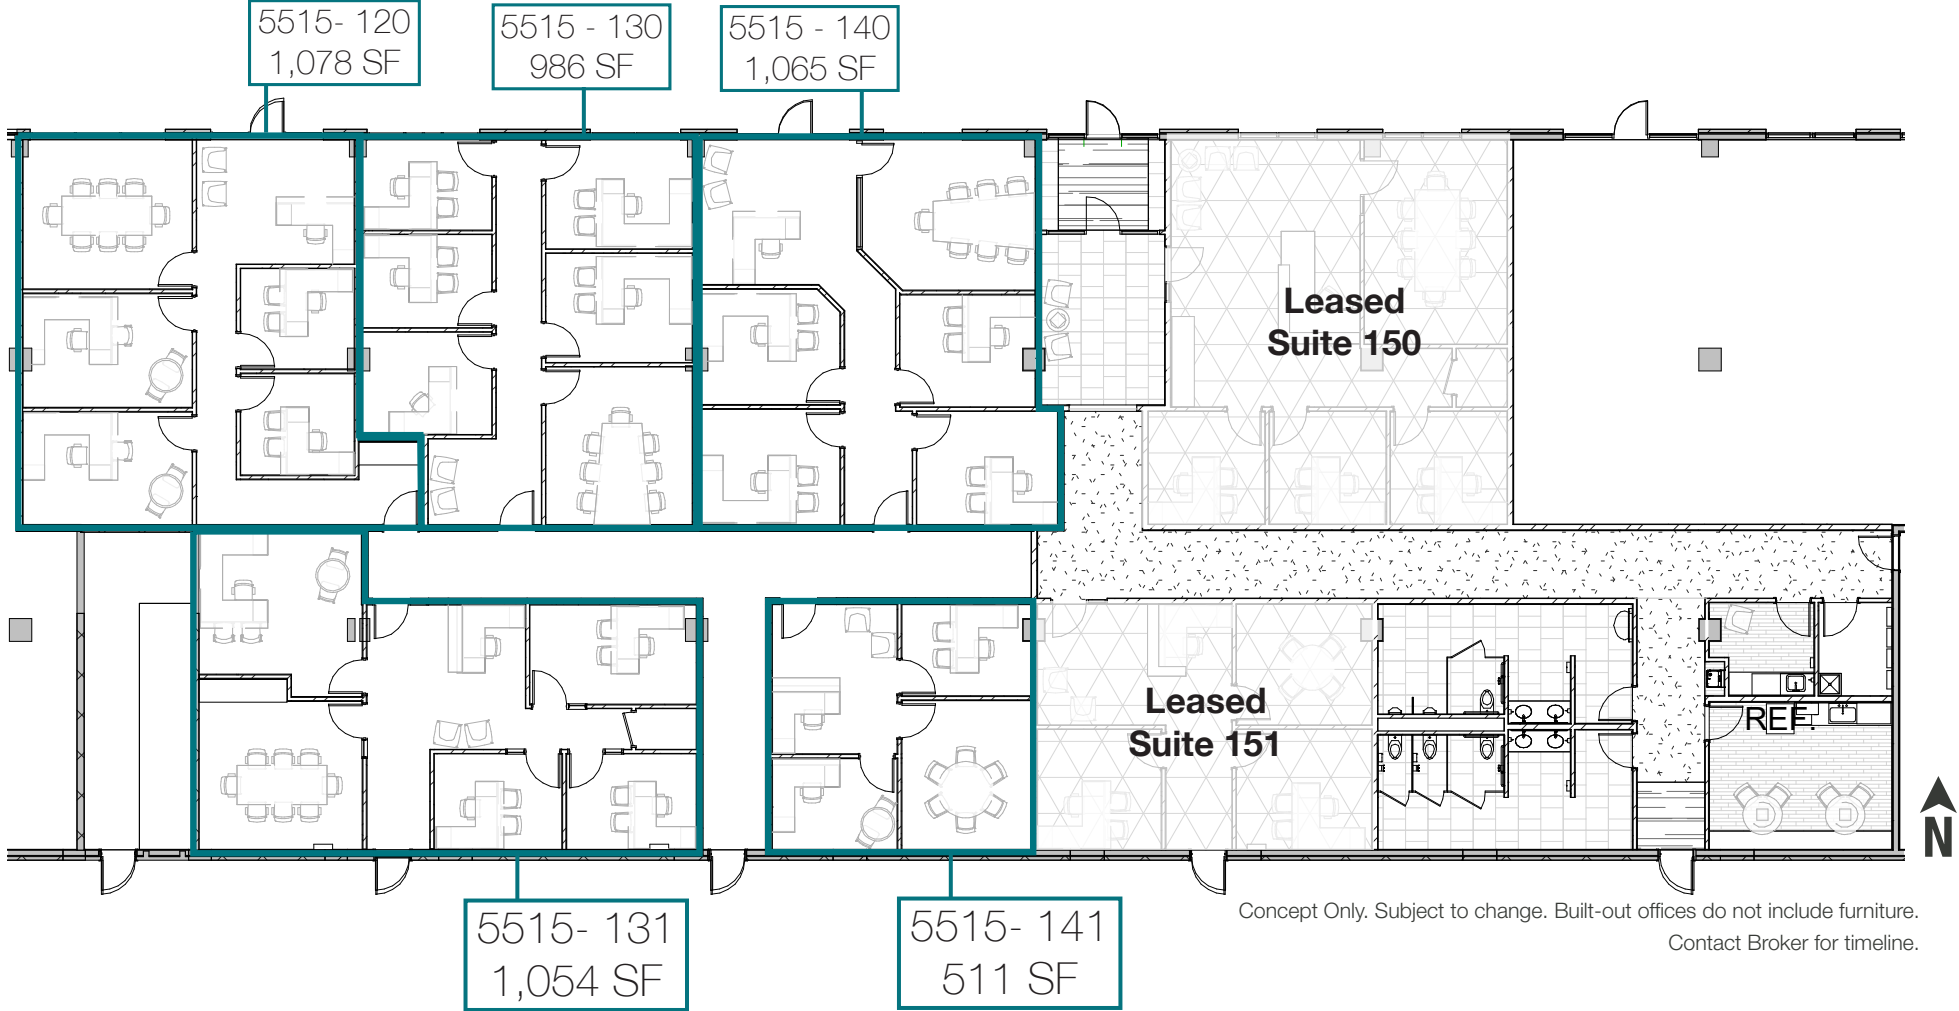 5515- 120
1,078 SF
5515 - 130
986 SF
5515 - 140
1,065 SF
Leased
Suite 150
Leased
Suite 151
REF.
N
5515- 131
1,054 SF
5515- 141
511 SF
Concept Only. Subject to change. Built-out offices do not include furniture.
Contact Broker for timeline.